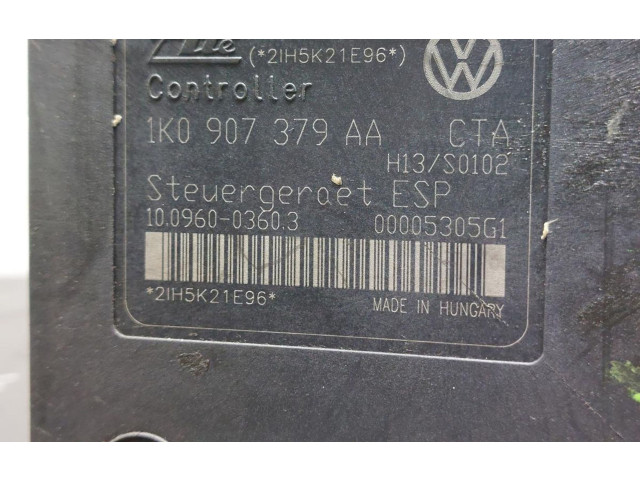 (*2IH5K21E96*)
Controller
1K0 907 379 AA CTA
H13/S0102
Steuergeraet ESP
10.0960-0360.3 00005305G1
*2IH5K21E96* MADE IN HUNGARY